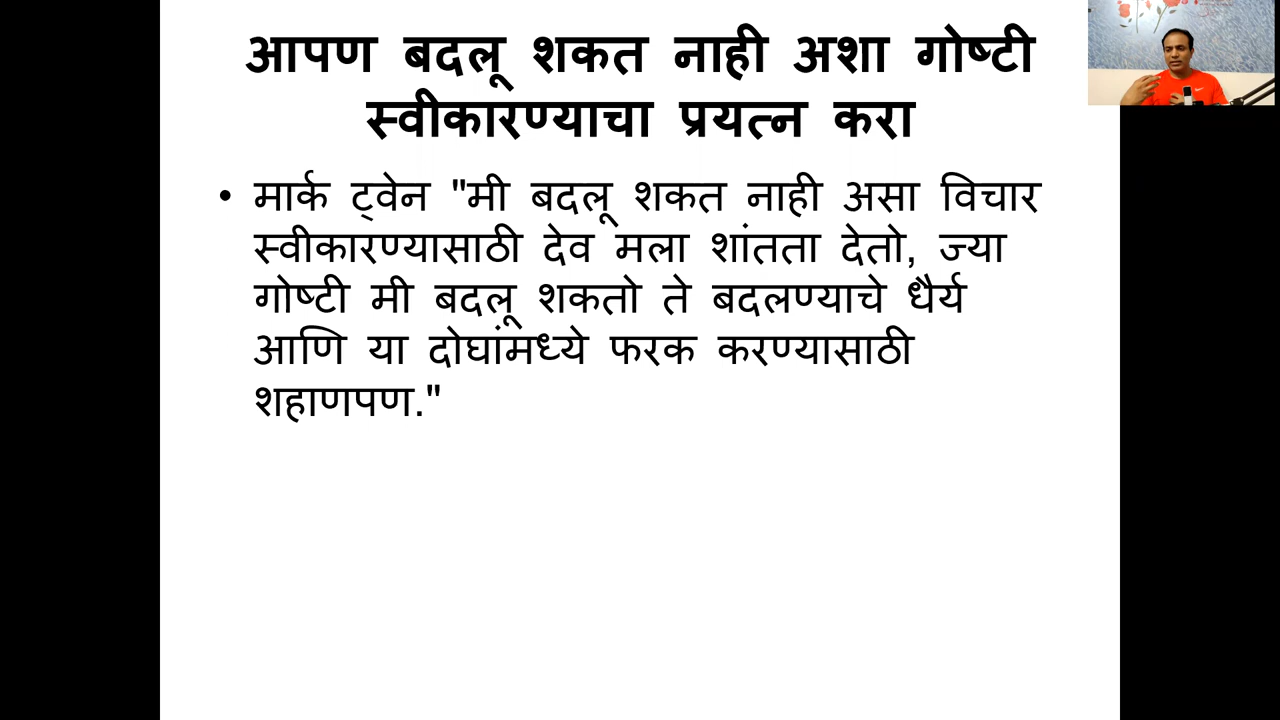 आपण बदलू शकत नाही अशा गोष्टी
स्वीकारण्याचा प्रयत्न करा
• मार्क ट्वेन "मी बदलू शकत नाही असा विचार
स्वीकारण्यासाठी देव मला शांतता देतो, ज्या
गोष्टी मी बदलू शकतो ते बदलण्याचे धैर्य
आणि या दोघांमध्ये फरक करण्यासाठी
शहाणपण."